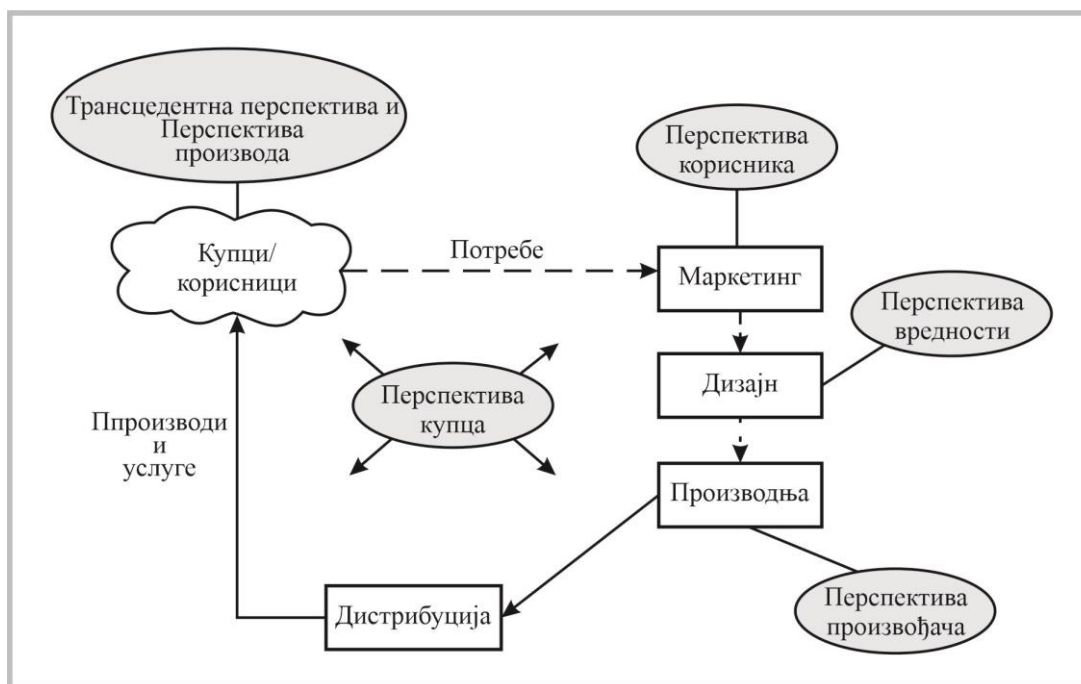 Трансцедентна перспектива и
Перспектива
производа
Перспектива
корисника
Купци/
корисници
Потребе
Маркетинг
Перспектива
вредности
Дизајн
Перспектива
купца
Ппроизводи
и
услуге
Производња
Дистрибуција
Перспектива
произвођача